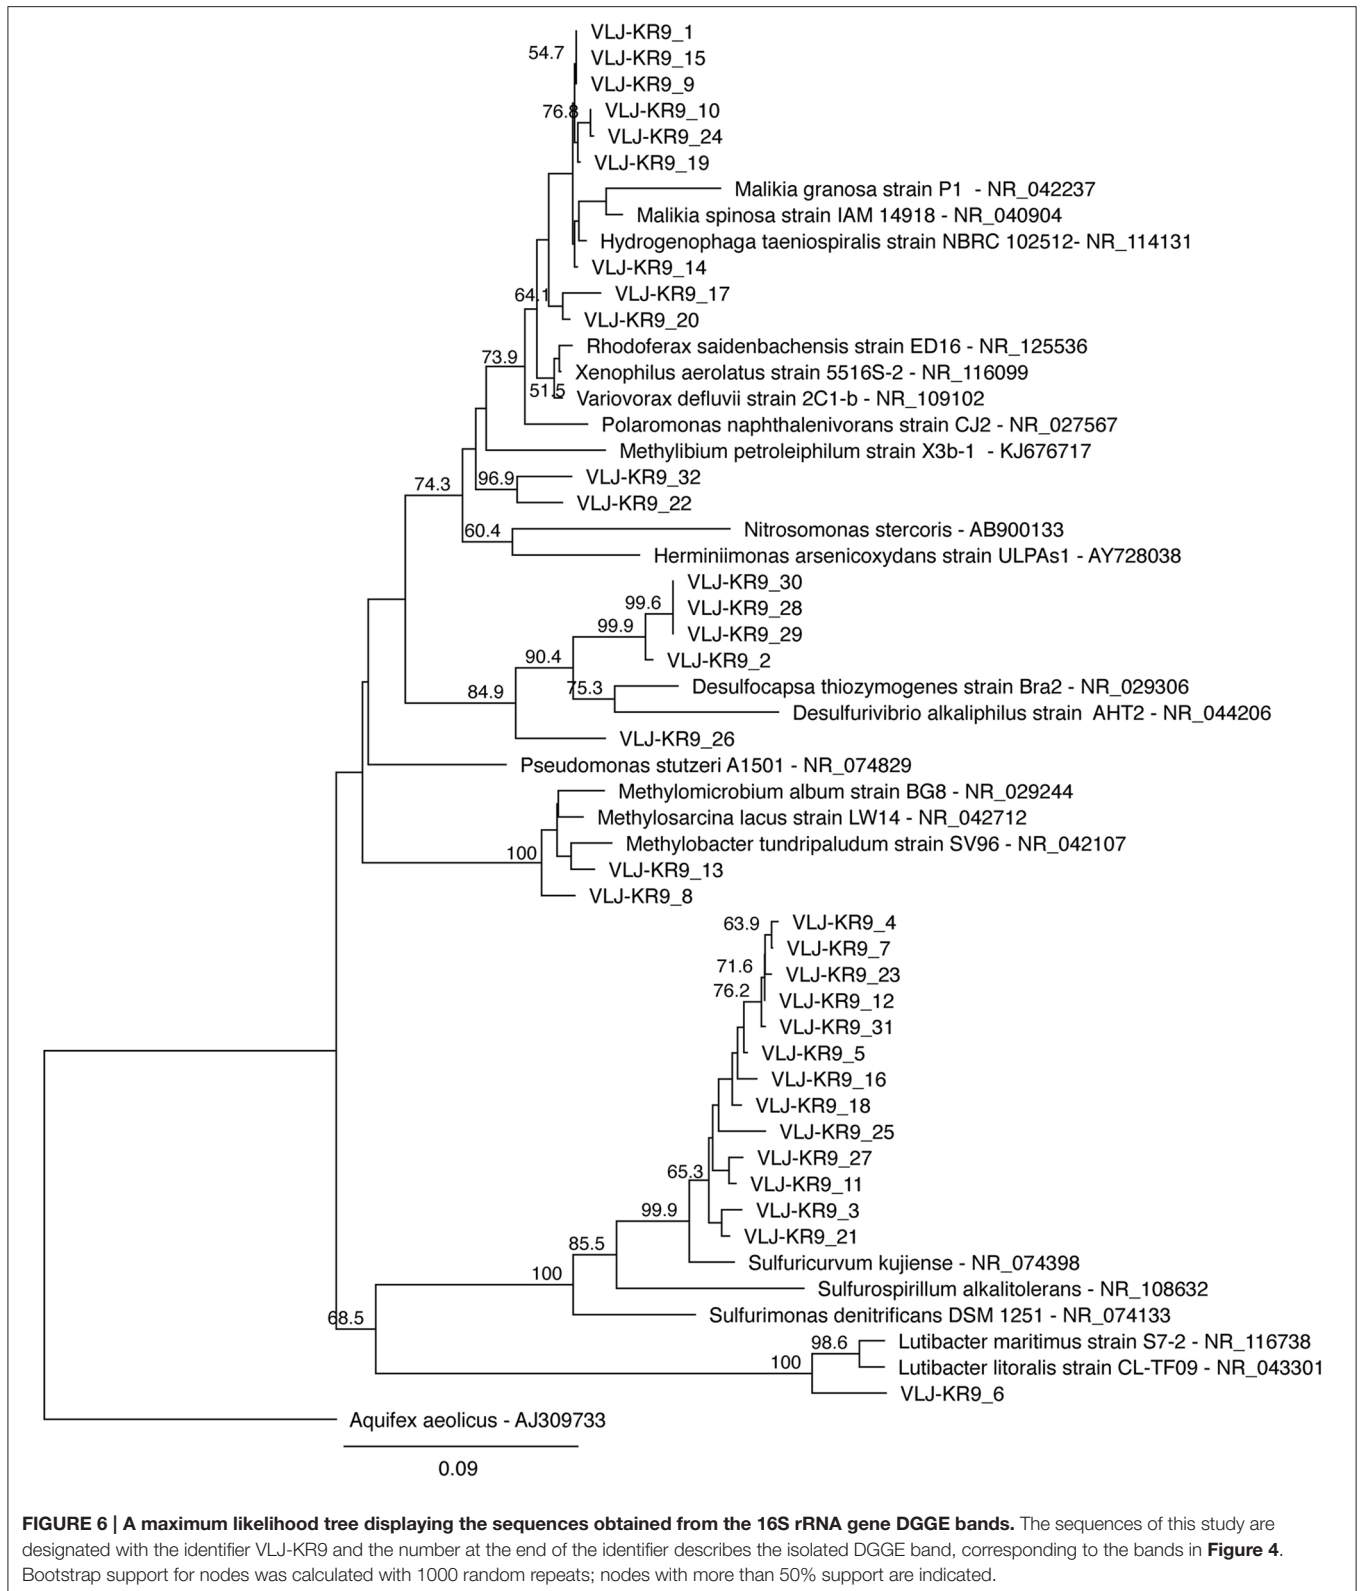 VLJ-KR9_1
54.7
VLJ-KR9_15
VLJ-KR9_9
76.8
VLJ-KR9_10
VLJ-KR9_24
VLJ-KR9_19
Malikia granosa strain P1 - NR_042237
Malikia spinosa strain IAM 14918 - NR_040904
Hydrogenophaga taeniospiralis strain NBRC 102512- NR_114131
VLJ-KR9_14
64.1
VLJ-KR9_17
VLJ-KR9_20
Rhodoferax saidenbachensis strain ED16 - NR_125536
73.9
Xenophilus aerolatus strain 5516S-2 - NR_116099
51.5
Variovorax defluvii strain 2C1-b - NR_109102
Polaromonas naphthalenivorans strain CJ2 - NR_027567
Methylibium petroleiphilum strain X3b-1 - KJ676717
74.3
96.9
VLJ-KR9_32
VLJ-KR9_22
60.4
Nitrosomonas stercoris - AB900133
Herminiimonas arsenicoxydans strain ULPAs1 - AY728038
VLJ-KR9_30
99.6
VLJ-KR9_28
99.9
VLJ-KR9_29
90.4
VLJ-KR9_2
84.9
75.3
Desulfocapsa thiozymogenes strain Bra2 - NR_029306
Desulfurivibrio alkaliphilus strain AHT2 - NR_044206
VLJ-KR9_26
Pseudomonas stutzeri A1501 - NR_074829
Methylomicrobium album strain BG8 - NR_029244
Methylosarcina lacus strain LW14 - NR_042712
100
Methylobacter tundripaludum strain SV96 - NR_042107
VLJ-KR9_13
VLJ-KR9_8
63.9
VLJ-KR9_4
VLJ-KR9_7
71.6
VLJ-KR9_23
76.2
VLJ-KR9_12
VLJ-KR9_31
VLJ-KR9_5
VLJ-KR9_16
VLJ-KR9_18
VLJ-KR9_25
VLJ-KR9_27
65.3
VLJ-KR9_11
99.9
VLJ-KR9_3
VLJ-KR9_21
85.5
Sulfuricurvum kujiense - NR_074398
100
Sulfurospirillum alkalitolerans - NR_108632
68.5
Sulfurimonas denitrificans DSM 1251 - NR_074133
98.6
Lutibacter maritimus strain S7-2 - NR_116738
100
Lutibacter litoralis strain CL-TF09 - NR_043301
VLJ-KR9_6
Aquifex aeolicus - AJ309733
0.09
FIGURE 6 | A maximum likelihood tree displaying the sequences obtained from the 16S rRNA gene DGGE bands. The sequences of this study are
designated with the identifier VLJ-KR9 and the number at the end of the identifier describes the isolated DGGE band, corresponding to the bands in Figure 4.
Bootstrap support for nodes was calculated with 1000 random repeats; nodes with more than 50% support are indicated.